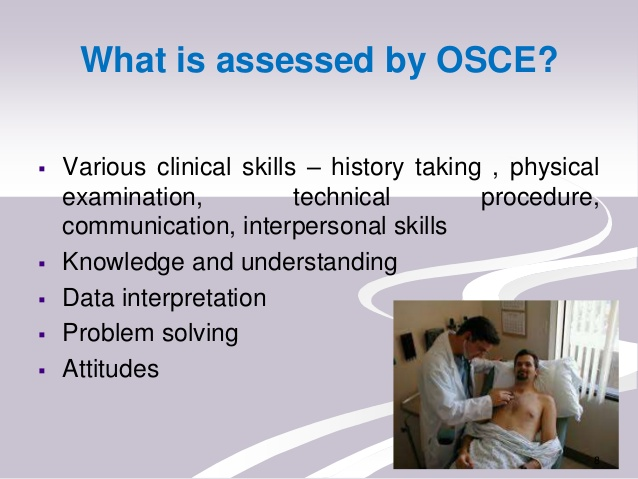 What is assessed by OSCE?
▪ Various clinical skills – history taking , physical
examination, technical procedure,
communication, interpersonal skills
▪ Knowledge and understanding
▪ Data interpretation
▪ Problem solving
▪ Attitudes
8